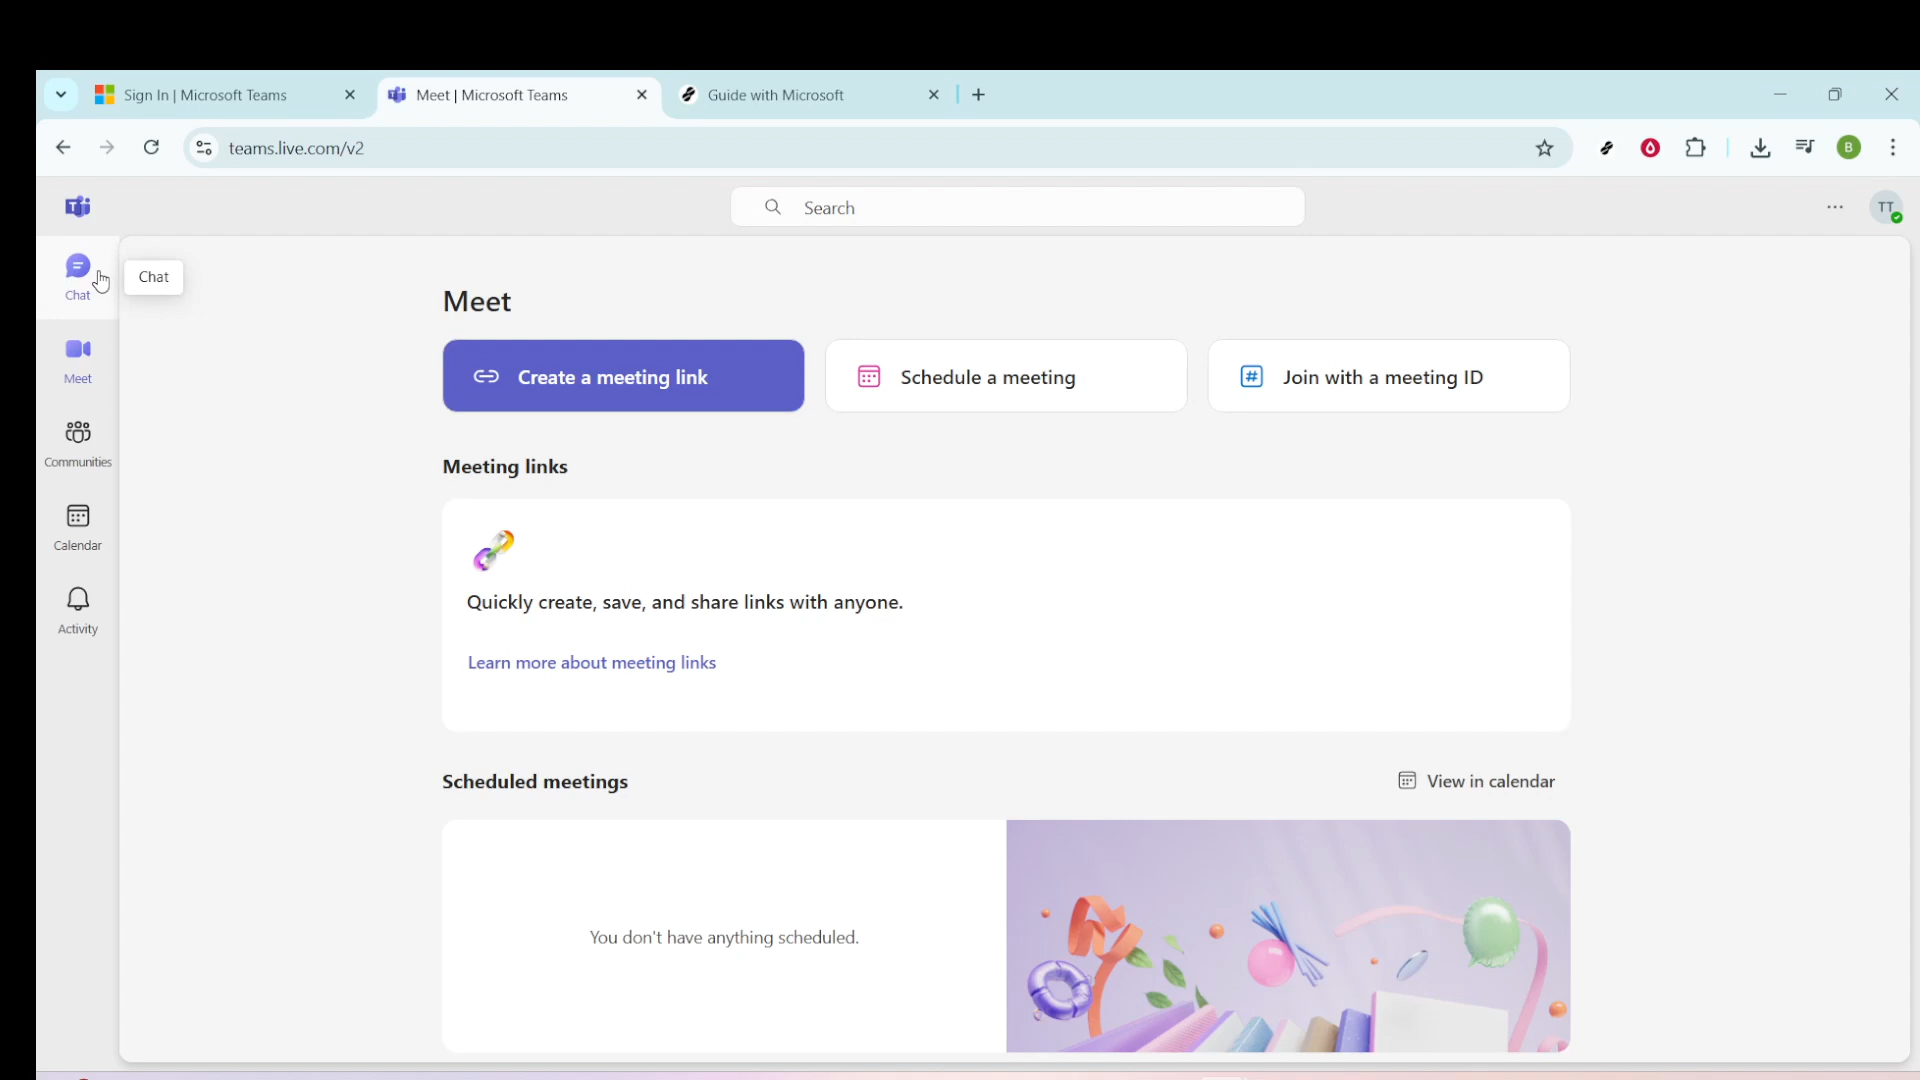 Sign In | Microsoft Teams
Meet | Microsoft Teams
Guide with Microsoft
teams.live.com/v2
B
Search
TT
Chat
Chat
Meet
Communities
Calendar
Activity
Meet
Create a meeting link
Schedule a meeting
Join with a meeting ID
Meeting links
Quickly create, save, and share links with anyone.
Learn more about meeting links
Scheduled meetings
View in calendar
You don't have anything scheduled.